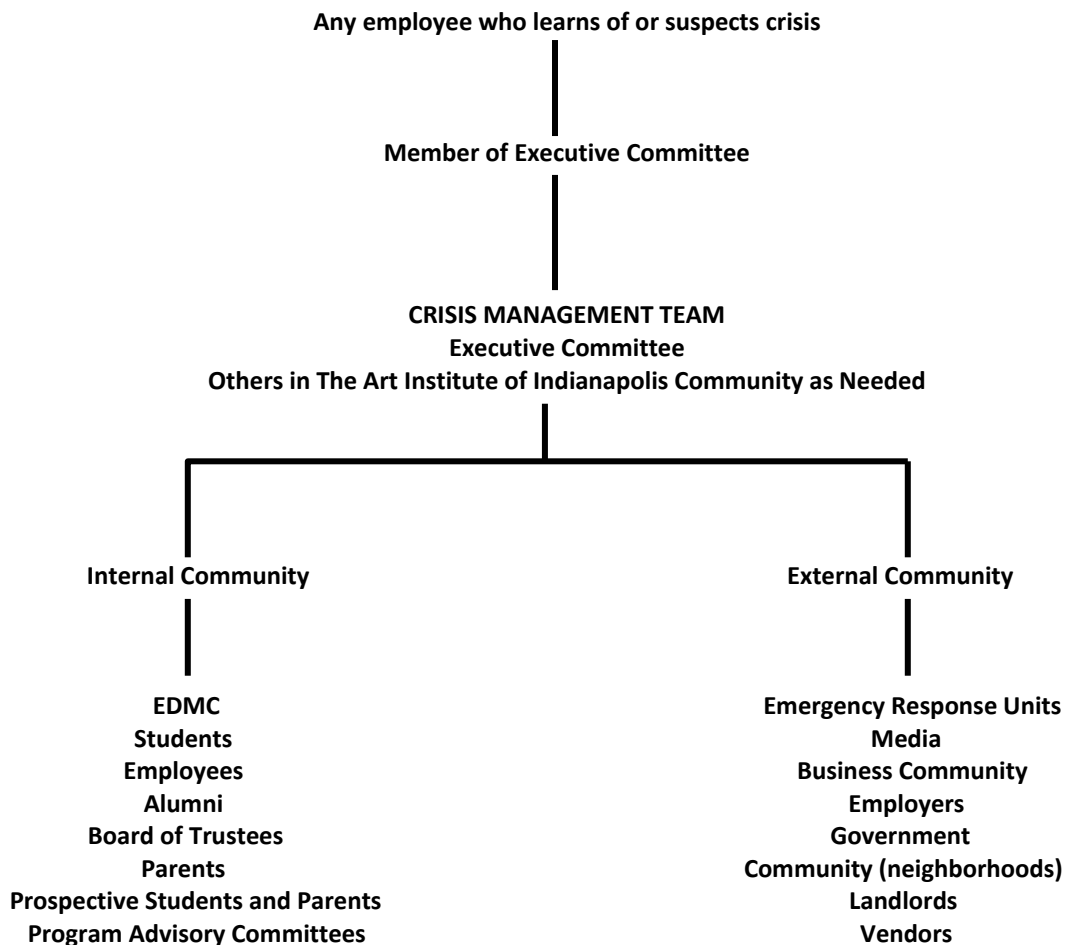 Any employee who learns of or suspects crisis
Member of Executive Committee
CRISIS MANAGEMENT TEAM
Executive Committee
Others in The Art Institute of Indianapolis Community as Needed
Internal Community
External Community
EDMC
Students
Employees
Alumni
Board of Trustees
Parents
Prospective Students and Parents
Program Advisory Committees
Emergency Response Units
Media
Business Community
Employers
Government
Community (neighborhoods)
Landlords
Vendors